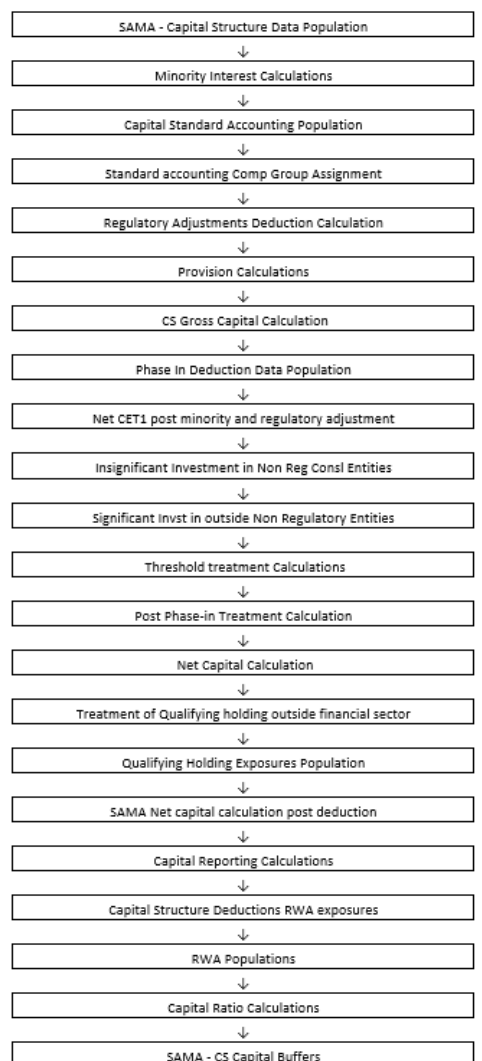 SAMA - Capital Structure Data Population
↓
Minority Interest Calculations
↓
Capital Standard Accounting Population
↓
Standard accounting Comp Group Assignment
↓
Regulatory Adjustments Deduction Calculation
↓
Provision Calculations
↓
CS Gross Capital Calculation
↓
Phase In Deduction Data Population
↓
Net CET1 post minority and regulatory adjustment
↓
Insignificant Investment in Non Reg Consl Entities
↓
Significant Invst in outside Non Regulatory Entities
↓
Threshold treatment Calculations
↓
Post Phase-in Treatment Calculation
↓
Net Capital Calculation
↓
Treatment of Qualifying holding outside financial sector
↓
Qualifying Holding Exposures Population
↓
SAMA Net capital calculation post deduction
↓
Capital Reporting Calculations
↓
Capital Structure Deductions RWA exposures
↓
RWA Populations
↓
Capital Ratio Calculations
↓
SAMA - CS Capital Buffers